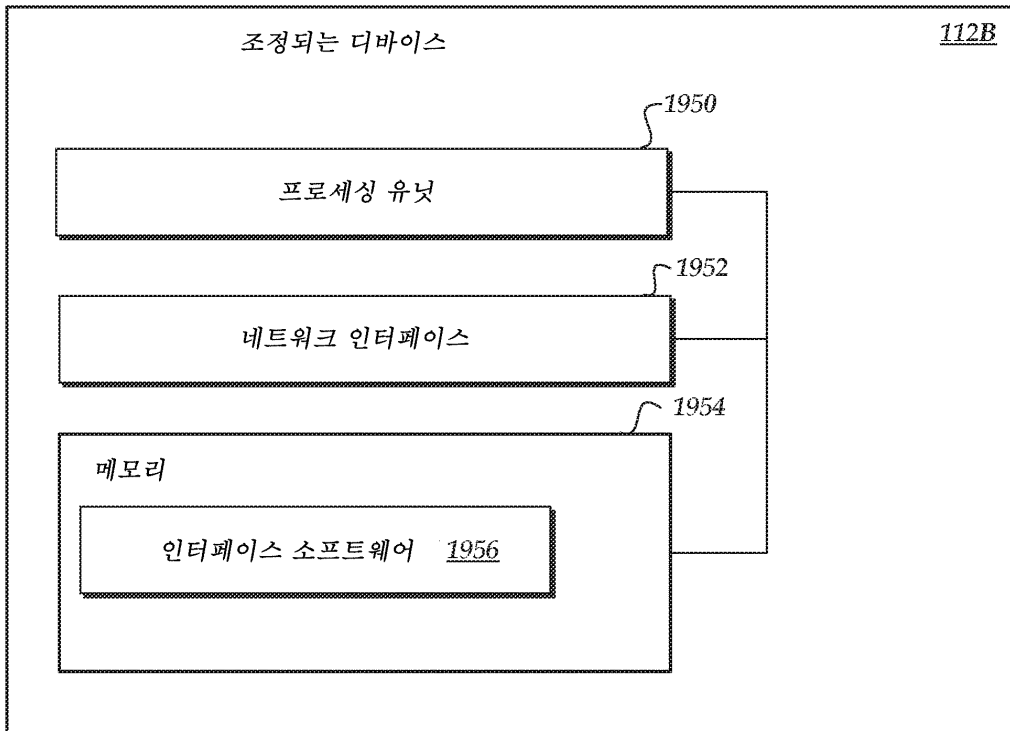 조정되는 디바이스
112B
1950
프로세싱 유닛
1952
네트워크 인터페이스
1954
메모리
인터페이스 소프트웨어 1956